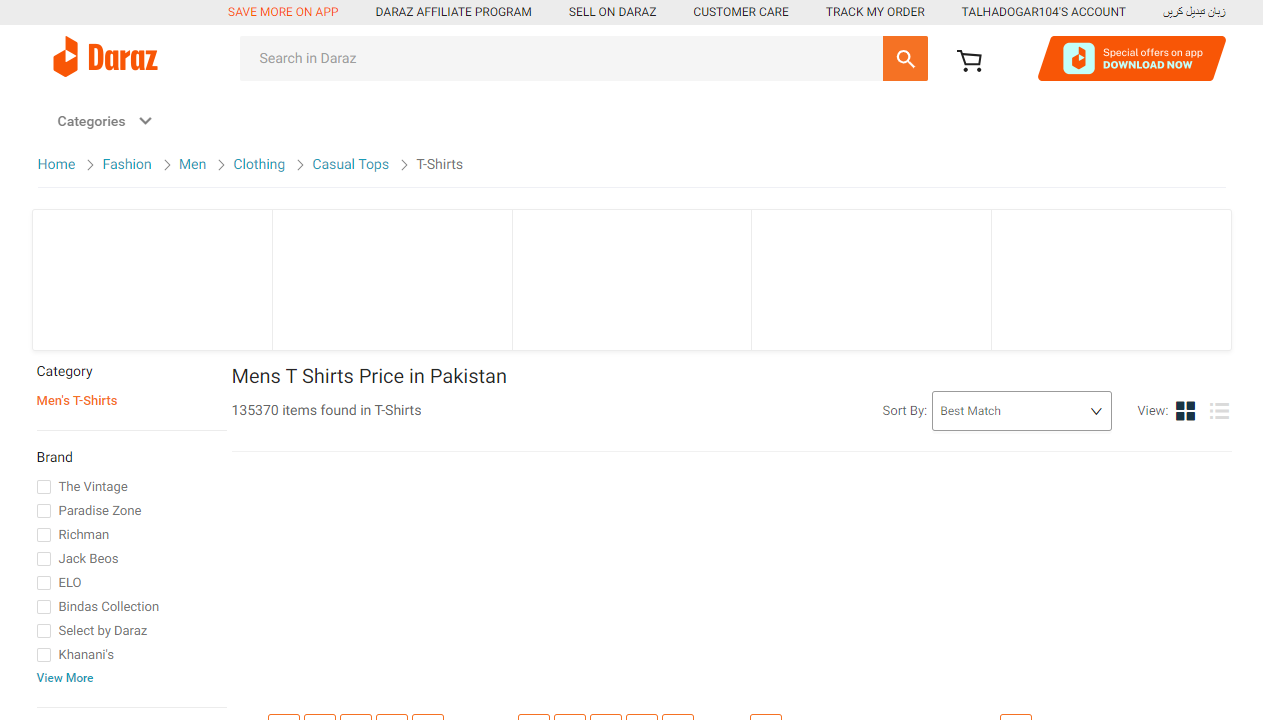 SAVE MORE ON APP DARAZ AFFILIATE PROGRAM SELL ON DARAZ CUSTOMER CARE TRACK MY ORDER TALHADOGAR104'S ACCOUNT زبان تبدیل کریں
Daraz
Search in Daraz
Special offers on app
DOWNLOAD NOW
Categories
Home Fashion Men Clothing Casual Tops T-Shirts
Category
Men's T-Shirts
Mens T Shirts Price in Pakistan
135370 items found in T-Shirts
Sort By: Best Match View:
Brand
The Vintage
Paradise Zone
Richman
Jack Beos
ELO
Bindas Collection
Select by Daraz
Khanani's
View More